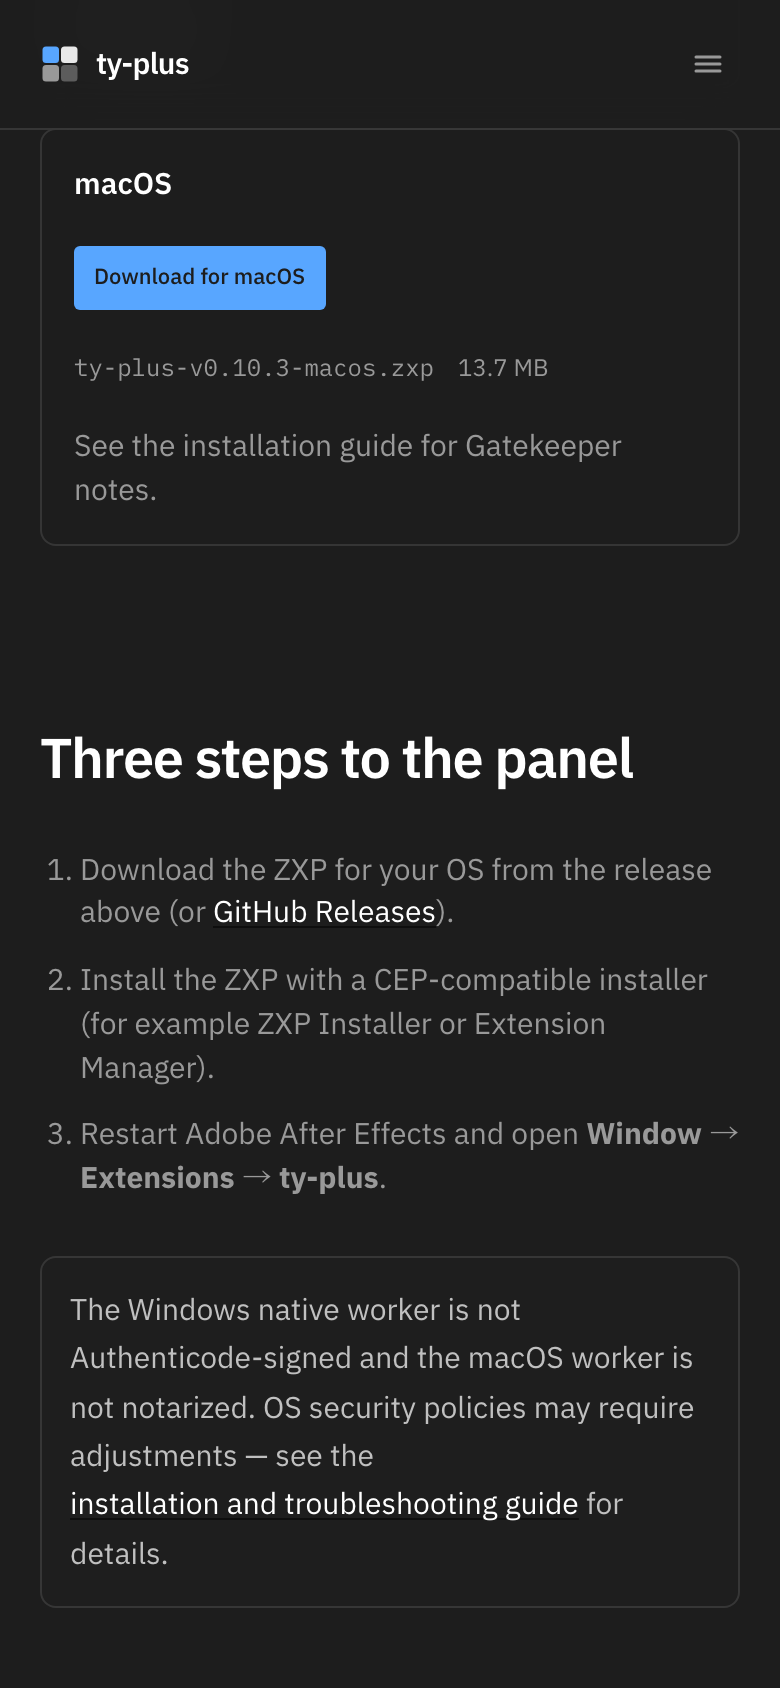 ty-plus
macOS
Download for macOS
ty-plus-v0.10.3-macos.zxp 13.7 MB
See the installation guide for Gatekeeper
notes.
Three steps to the panel
1. Download the ZXP for your OS from the release
above (or GitHub Releases).
2. Install the ZXP with a CEP-compatible installer
(for example ZXP Installer or Extension
Manager).
3. Restart Adobe After Effects and open Window →
Extensions → ty-plus.
The Windows native worker is not
Authenticode-signed and the macOS worker is
not notarized. OS security policies may require
adjustments — see the
installation and troubleshooting guide for
details.